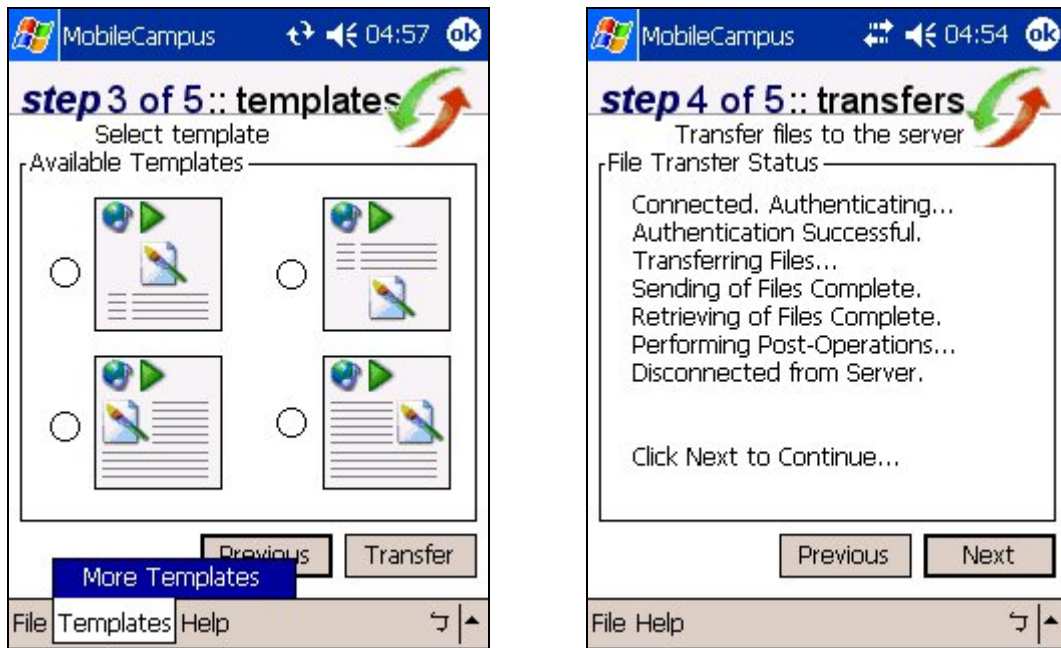 MobileCampus 04:57 ok
step 3 of 5:: templates
Select template
Available Templates
Previous Transfer
More Templates
File Templates Help
MobileCampus 04:54 ok
step 4 of 5:: transfers
Transfer files to the server
File Transfer Status
Connected. Authenticating...
Authentication Successful.
Transferring Files...
Sending of Files Complete.
Retrieving of Files Complete.
Performing Post-Operations...
Disconnected from Server.
Click Next to Continue...
Previous Next
File Help